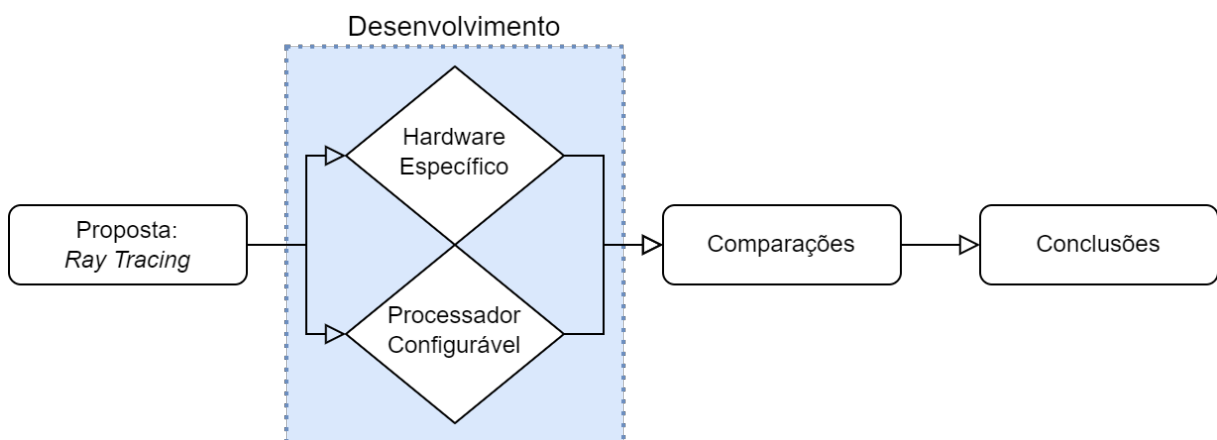 Desenvolvimento
Hardware
Específico
Proposta:
Ray Tracing
Comparações
Conclusões
Processador
Configurável